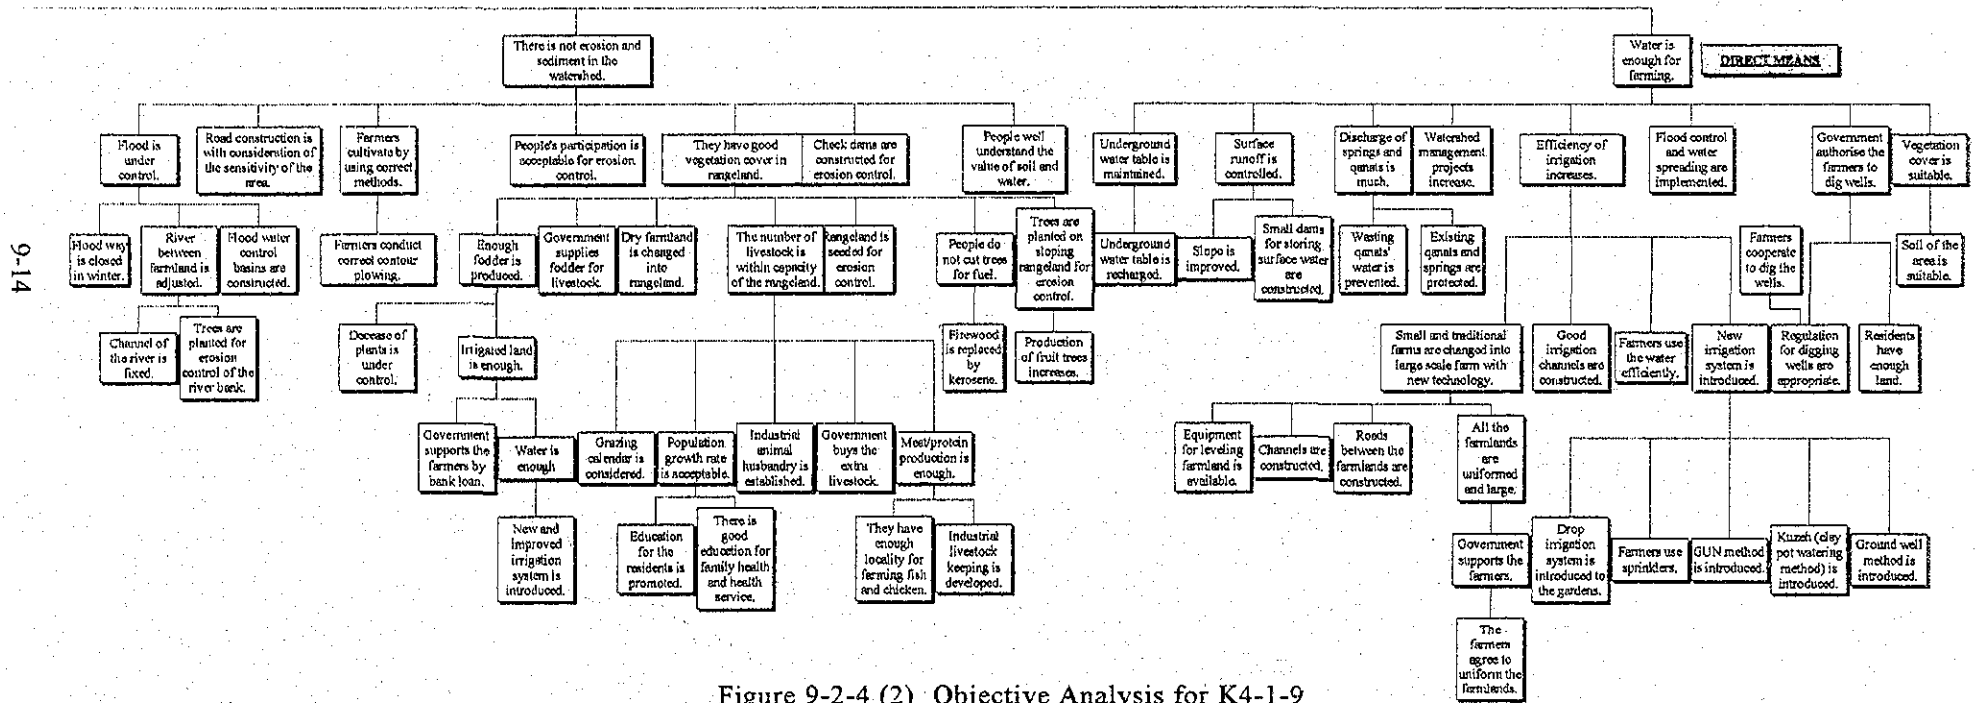 There is not erosion and
sediment in the
watershed.
Water is
enough for
farming.
DIRECT MEANS
Flood is
under
control.
Road construction is
with consideration of
the sensitivity of the
area.
Farmers
cultivate by
using correct
methods.
People's participation is
acceptable for erosion
control.
They have good
vegetation cover in
rangeland.
Check dams are
constructed for
erosion control.
People well
understand the
value of soil and
water.
Underground
water table is
maintained.
Surface
runoff is
controlled.
Discharge of
springs and
qanats is
much.
Watershed
management
projects
increase.
Efficiency of
irrigation
increases.
Flood control
and water
spreading are
implemented.
Government
authorise the
farmers to
dig wells.
Vegetation
cover is
suitable.
Flood way
is closed
in winter.
River
between
farmland is
adjusted.
Flood water
control
basins are
constructed.
Farmers conduct
correct contour
plowing.
Enough
fodder is
produced.
Government
supplies
fodder for
livestock.
Dry farmland
is changed
into
rangeland.
The number of
livestock is
within capacity
of the rangeland.
Rangeland is
seeded for
erosion
control.
People do
not cut trees
for fuel.
Trees are
planted on
sloping
rangeland for
erosion
control.
Underground
water table is
recharged.
Slope is
improved.
Small dams
for storing
surface water
are
constructed.
Wasting
qanats'
water is
prevented.
Existing
qanats and
springs are
protected.
Farmers
cooperate
to dig the
wells.
Soil of the
area is
suitable.
9-14
Channel of
the river is
fixed.
Trees are
planted for
erosion
control of the
river bank.
Decease of
plants is
under
control.
Irrigated land
is enough.
Firewood
is replaced
by
kerosene.
Production
of fruit trees
increases.
Small and traditional
farms are changed into
large scale farm with
new technology.
Good
irrigation
channels are
constructed.
Farmers use
the water
efficiently.
New
irrigation
system is
introduced.
Regulation
for digging
wells are
appropriate.
Residents
have
enough
land.
Government
supports the
farmers by
bank loan.
Water is
enough
Grazing
calendar is
considered.
Population
growth rate
is acceptable.
Industrial
animal
husbandry is
established.
Government
buys the
extra
livestock.
Meat/protein
production is
enough.
Equipment
for leveling
farmland is
available.
Channels are
constructed.
Roads
between the
farmlands are
constructed.
All the
farmlands
are
uniformed
and large.
New and
improved
irrigation
system is
introduced.
Education
for the
residents is
promoted.
There is
good
education for
family health
and health
service.
They have
enough
locality for
farming fish
and chicken.
Industrial
livestock
keeping is
developed.
Government
supports the
farmers.
Drop
irrigation
system is
introduced to
the gardens.
Farmers use
sprinklers.
GUN method
is introduced.
Kuzeh (clay
pot watering
method) is
introduced.
Ground well
method is
introduced.
The
farmers
agree to
uniform the
farmlands.
Figure 9-2-4 (2) Objective Analysis for K4-1-9